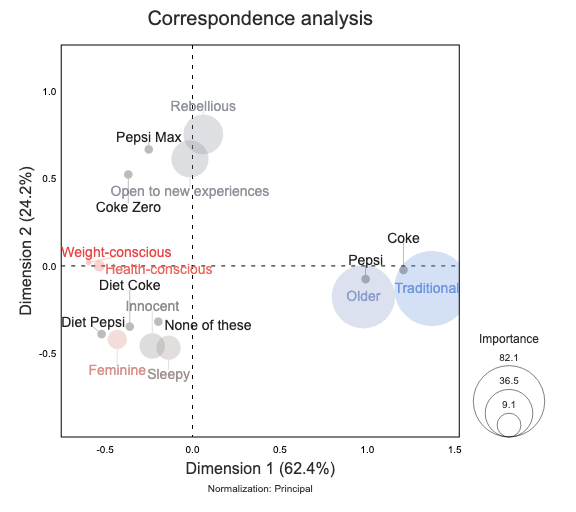 Correspondence analysis
1.0
Rebellious
Pepsi Max
0.5
Open to new experiences
Coke Zero
Coke
Weight-conscious
Pepsi
0.0
Health-conscious
Diet Coke
Traditional
Older
Innocent
Diet Pepsi
None of these
-0.5
Feminine
Sleepy
Dimension 2 (24.2%)
Importance
82.1
36.5
9.1
-0.5 0.0 0.5 1.0 1.5
Dimension 1 (62.4%)
Normalization: Principal